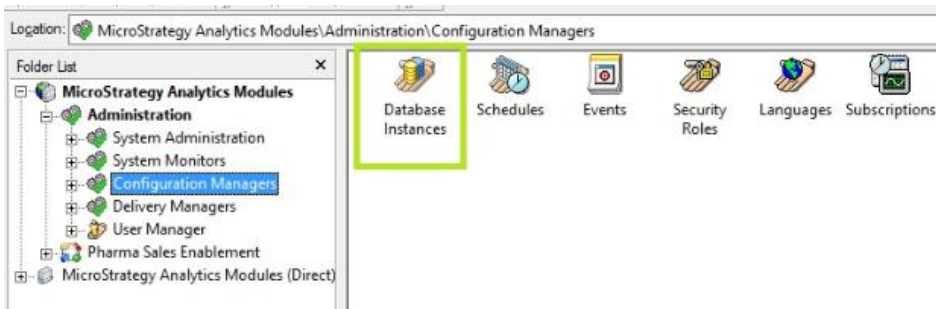 Location: MicroStrategy Analytics Modules\Administration\Configuration Managers
Folder List
MicroStrategy Analytics Modules
Administration
System Administration
System Monitors
Configuration Managers
Delivery Managers
User Manager
Pharma Sales Enablement
MicroStrategy Analytics Modules (Direct)
Database
Instances
Schedules
Events
Security
Roles
Languages
Subscriptions